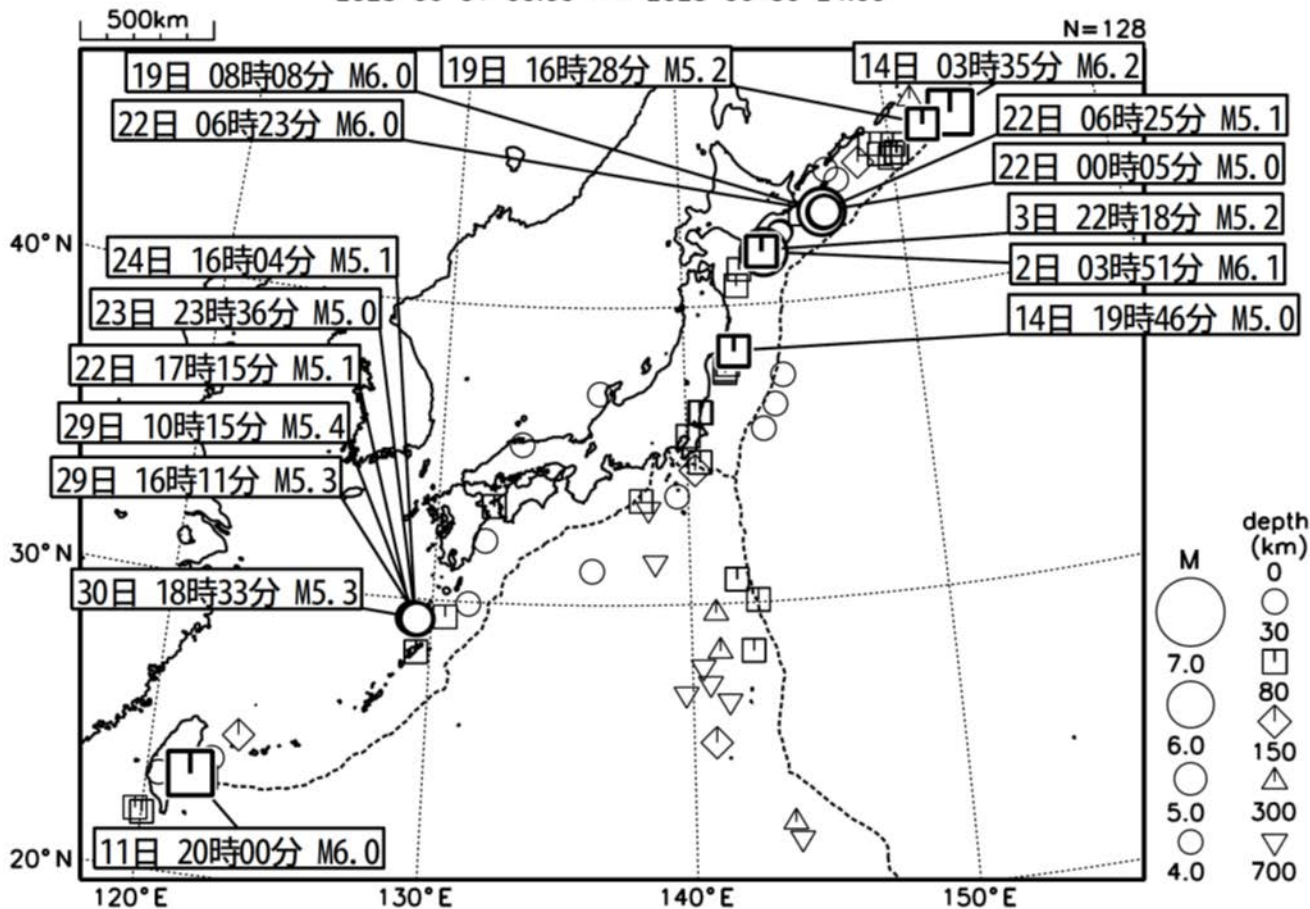 500km
N=128
19日 08時08分 M6.0
19日 16時28分 M5.2
14日 03時35分 M6.2
22日 06時23分 M6.0
22日 06時25分 M5.1
22日 00時05分 M5.0
3日 22時18分 M5.2
2日 03時51分 M6.1
14日 19時46分 M5.0
40°N
24日 16時04分 M5.1
23日 23時36分 M5.0
22日 17時15分 M5.1
29日 10時15分 M5.4
29日 16時11分 M5.3
30°N
30日 18時33分 M5.3
11日 20時00分 M6.0
20°N
120°E
130°E
140°E
150°E
M
7.0
6.0
5.0
4.0
depth
(km)
0
30
80
150
300
700